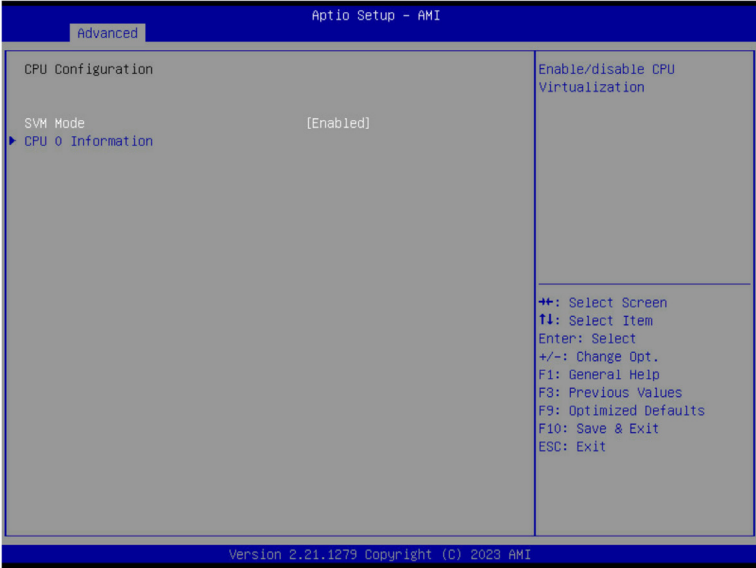 Aptio Setup – AMI
Advanced
CPU Configuration
SVM Mode [Enabled]
CPU 0 Information
Enable/disable CPU
Virtualization
→←: Select Screen
↑↓: Select Item
Enter: Select
+/-: Change Opt.
F1: General Help
F3: Previous Values
F9: Optimized Defaults
F10: Save & Exit
ESC: Exit
Version 2.21.1279 Copyright (C) 2023 AMI